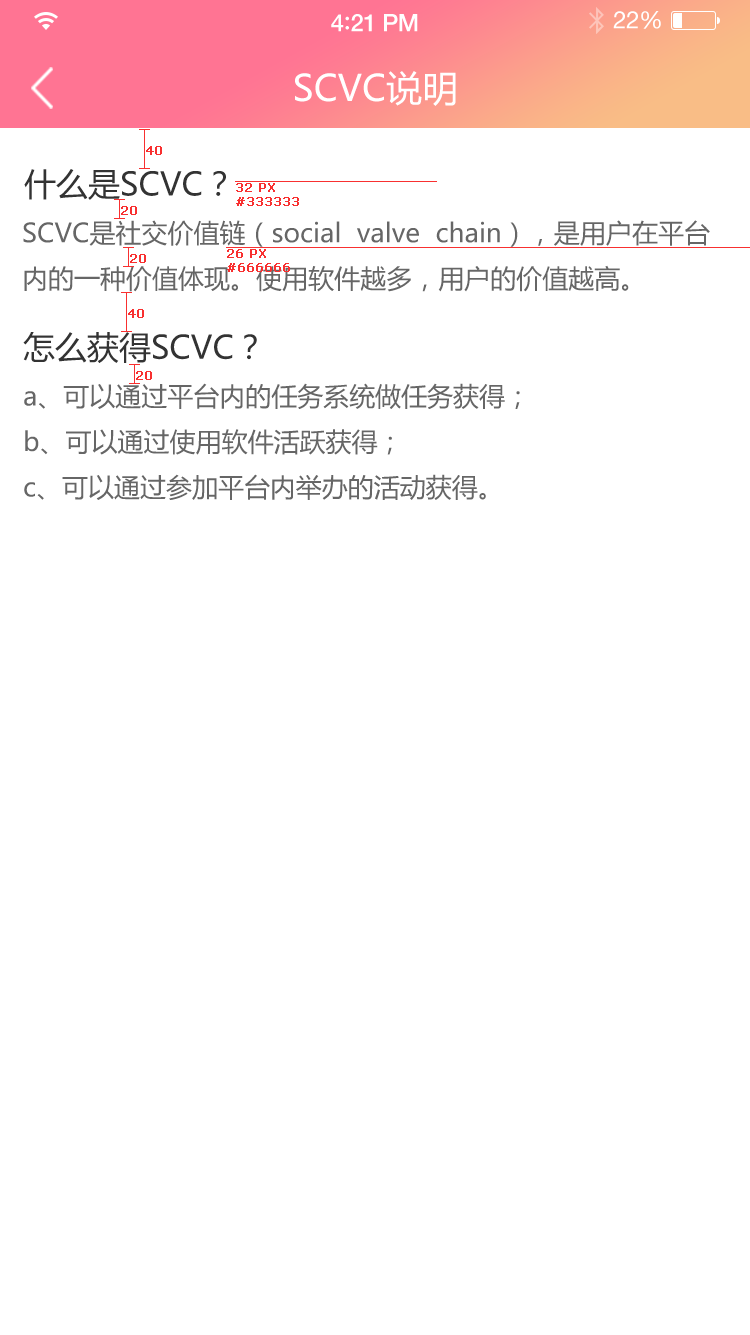 4:21 PM
22%
SCVC说明
40
什么是SCVC？
32 PX
#333333
20
SCVC是社交价值链（social valve chain），是用户在平台
20
26 PX
#666666
内的一种价值体现。使用软件越多，用户的价值越高。
40
怎么获得SCVC？
20
a、可以通过平台内的任务系统做任务获得；
b、可以通过使用软件活跃获得；
c、可以通过参加平台内举办的活动获得。